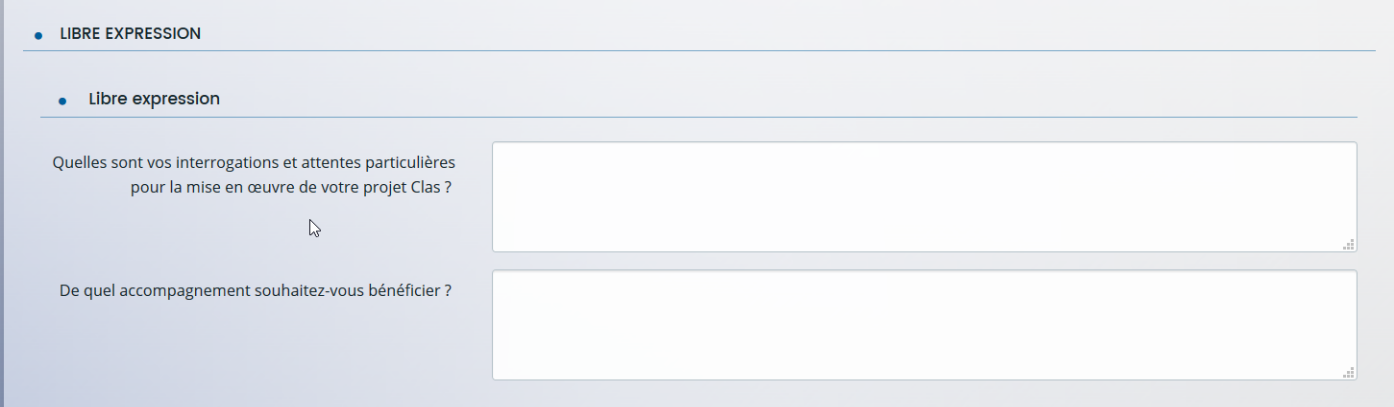 LIBRE EXPRESSION
Libre expression
Quelles sont vos interrogations et attentes particulières
pour la mise en œuvre de votre projet Clas ?
De quel accompagnement souhaitez-vous bénéficier ?